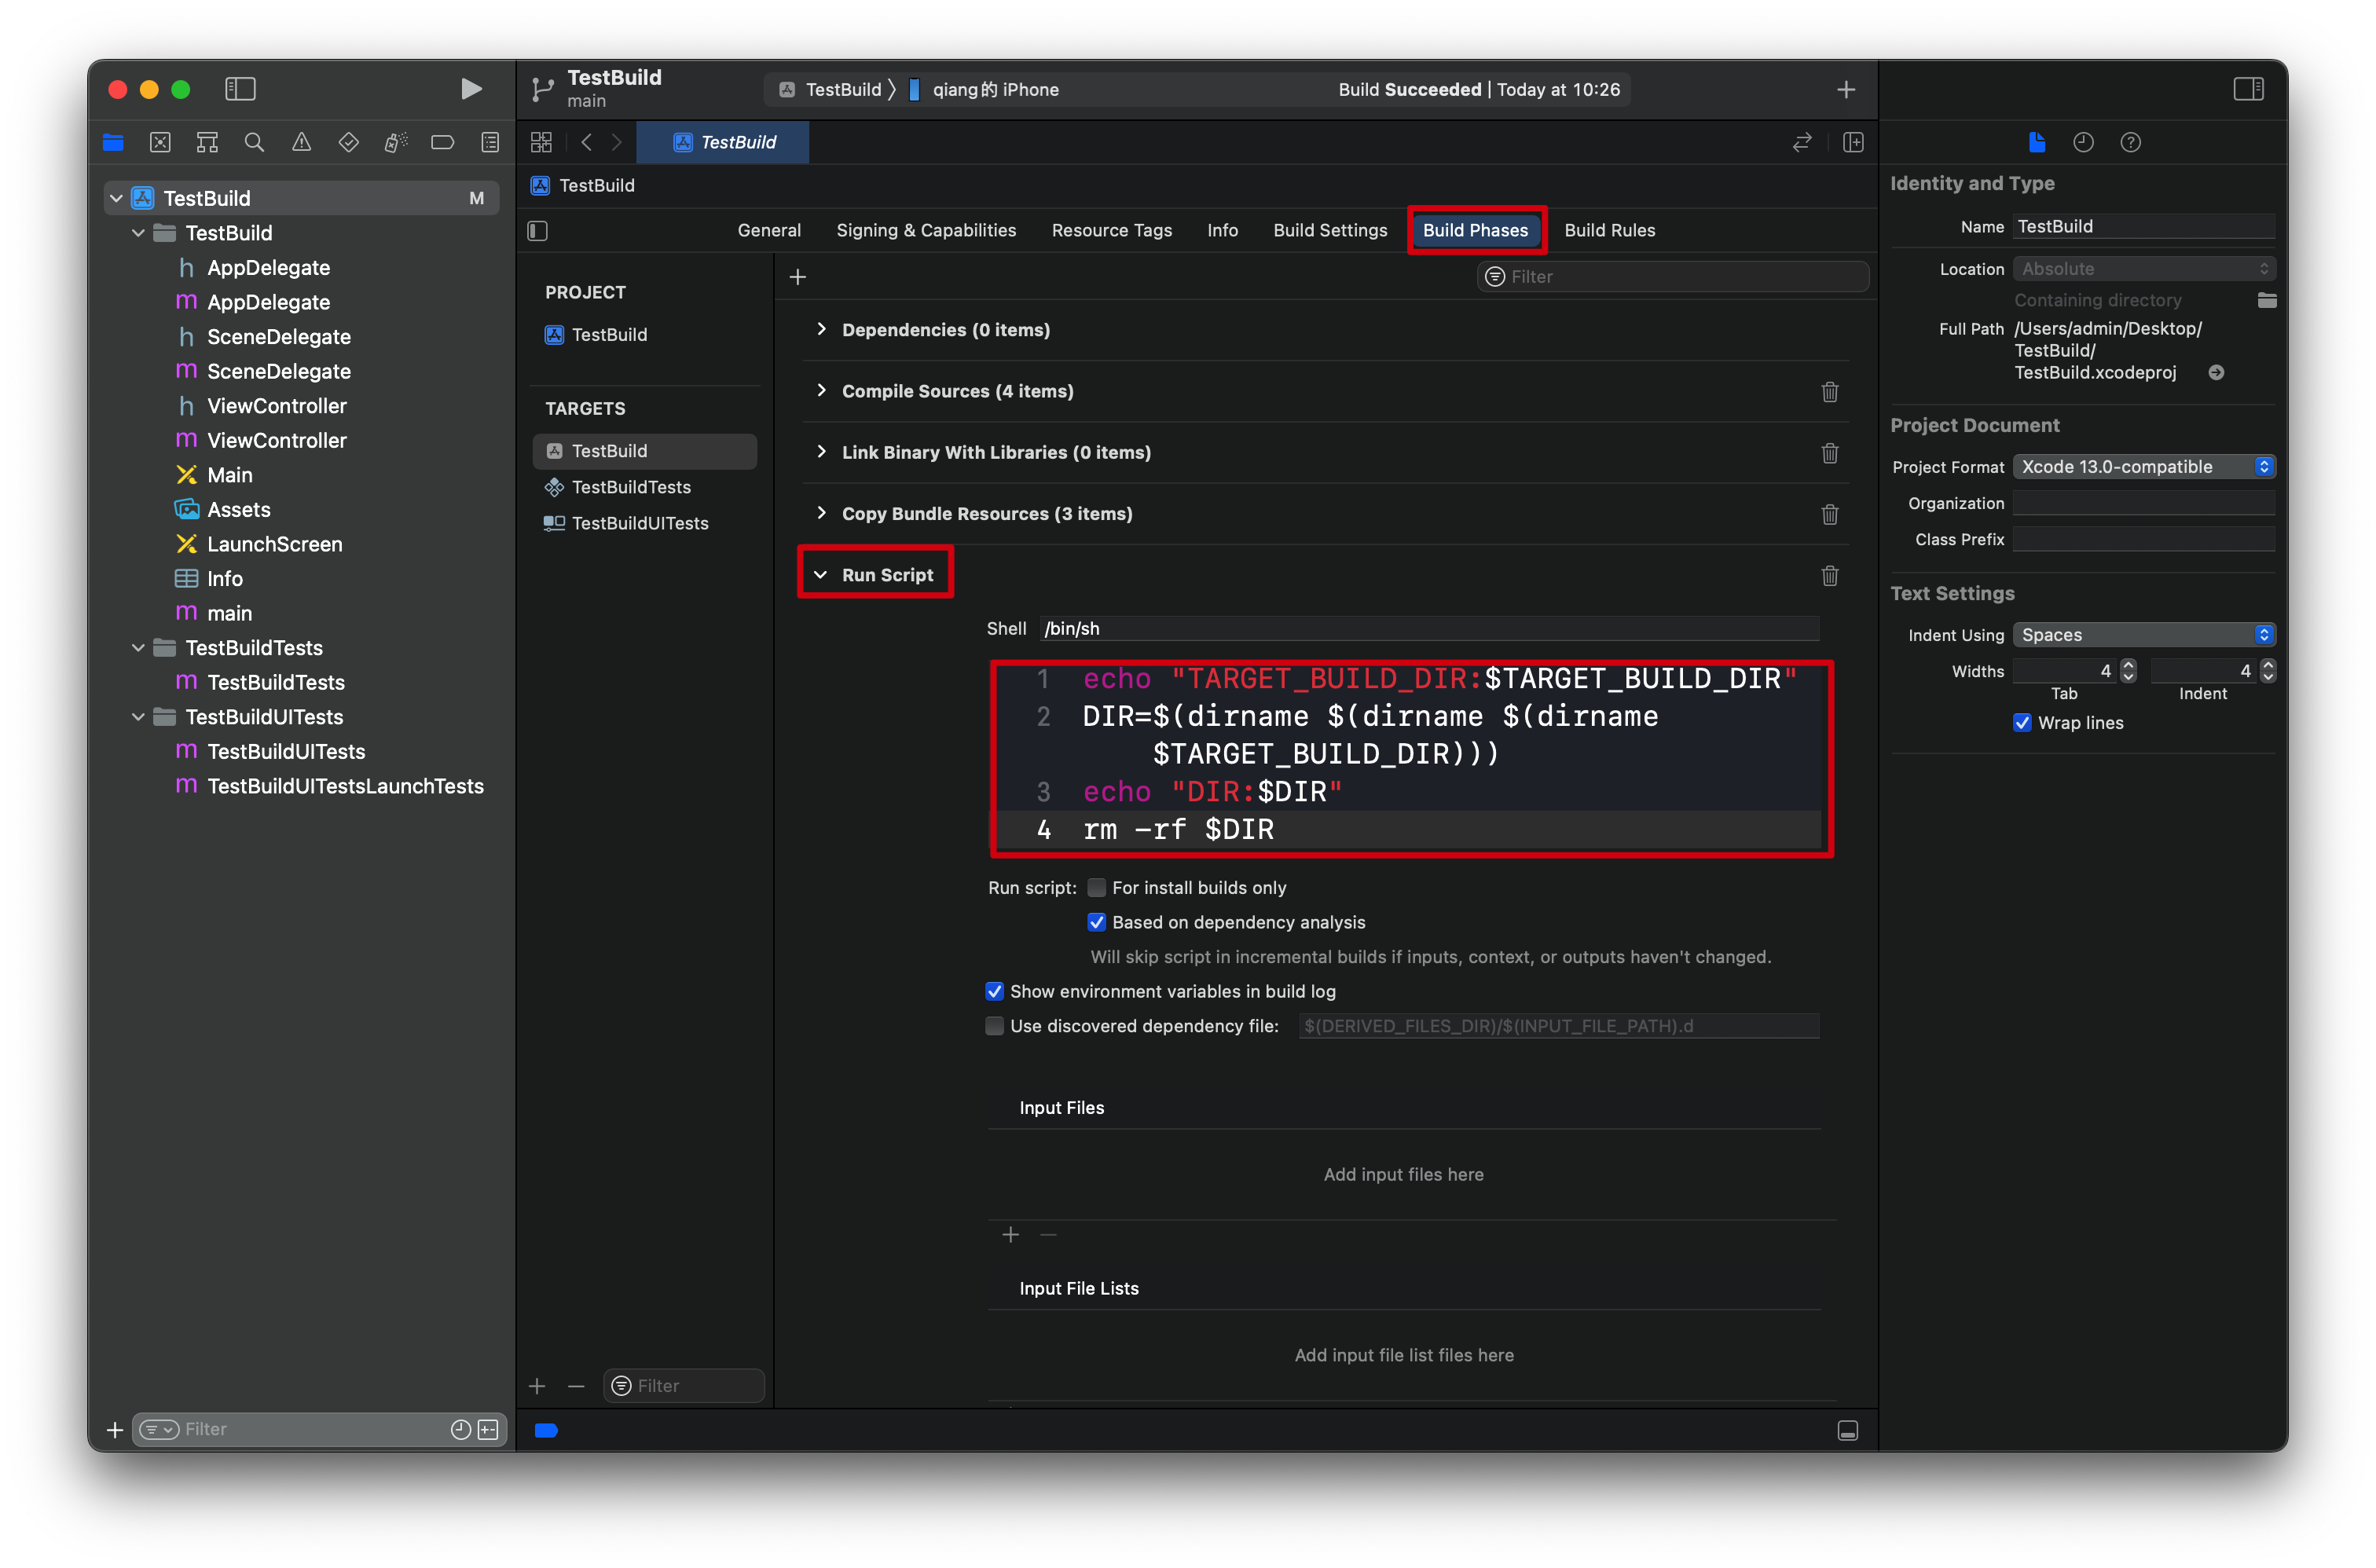 TestBuild
main
TestBuild 〉 qiang的 iPhone
Build Succeeded | Today at 10:26
TestBuild M
TestBuild
h AppDelegate
m AppDelegate
h SceneDelegate
m SceneDelegate
h ViewController
m ViewController
Main
Assets
LaunchScreen
Info
m main
TestBuildTests
m TestBuildTests
TestBuildUITests
m TestBuildUITests
m TestBuildUITestsLaunchTests
Filter
TestBuild
TestBuild
General Signing & Capabilities Resource Tags Info Build Settings Build Phases Build Rules
PROJECT
TestBuild
TARGETS
TestBuild
TestBuildTests
TestBuildUITests
Filter
Filter
Dependencies (0 items)
Compile Sources (4 items)
Link Binary With Libraries (0 items)
Copy Bundle Resources (3 items)
Run Script
Shell /bin/sh
1 echo "TARGET_BUILD_DIR:$TARGET_BUILD_DIR"
2 DIR=$(dirname $(dirname $(dirname
$TARGET_BUILD_DIR)))
3 echo "DIR:$DIR"
4 rm -rf $DIR
Run script: For install builds only
Based on dependency analysis
Will skip script in incremental builds if inputs, context, or outputs haven't changed.
Show environment variables in build log
Use discovered dependency file: $(DERIVED_FILES_DIR)/$(INPUT_FILE_PATH).d
Input Files
Add input files here
Input File Lists
Add input file list files here
Identity and Type
Name TestBuild
Location Absolute
Containing directory
Full Path /Users/admin/Desktop/
TestBuild/
TestBuild.xcodeproj
Project Document
Project Format Xcode 13.0-compatible
Organization
Class Prefix
Text Settings
Indent Using Spaces
Widths 4 4
Tab Indent
Wrap lines